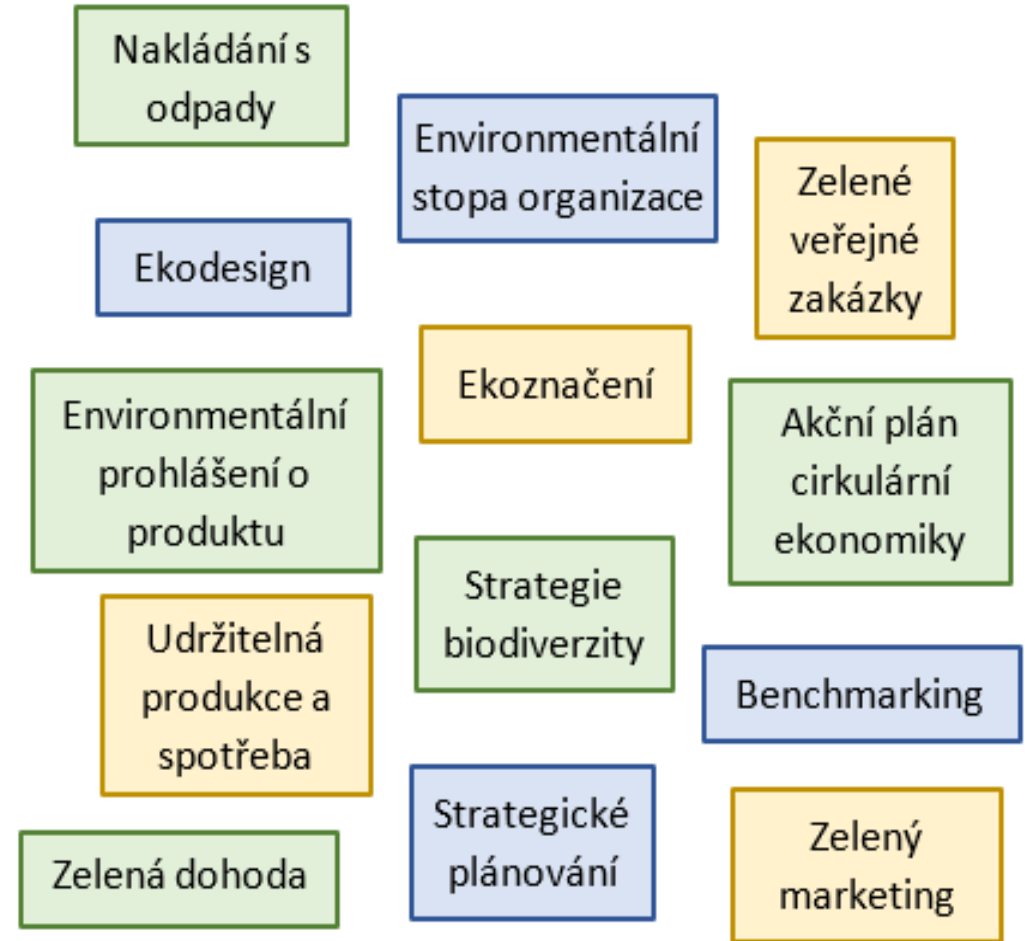 Nakládání s
odpady
Environmentální
stopa organizace
Zelené
veřejné
zakázky
Ekodesign
Ekoznačení
Environmentální
prohlášení o
produktu
Akční plán
cirkulární
ekonomiky
Strategie
biodiverzity
Udržitelná
produkce a
spotřeba
Benchmarking
Strategické
plánování
Zelený
marketing
Zelená dohoda